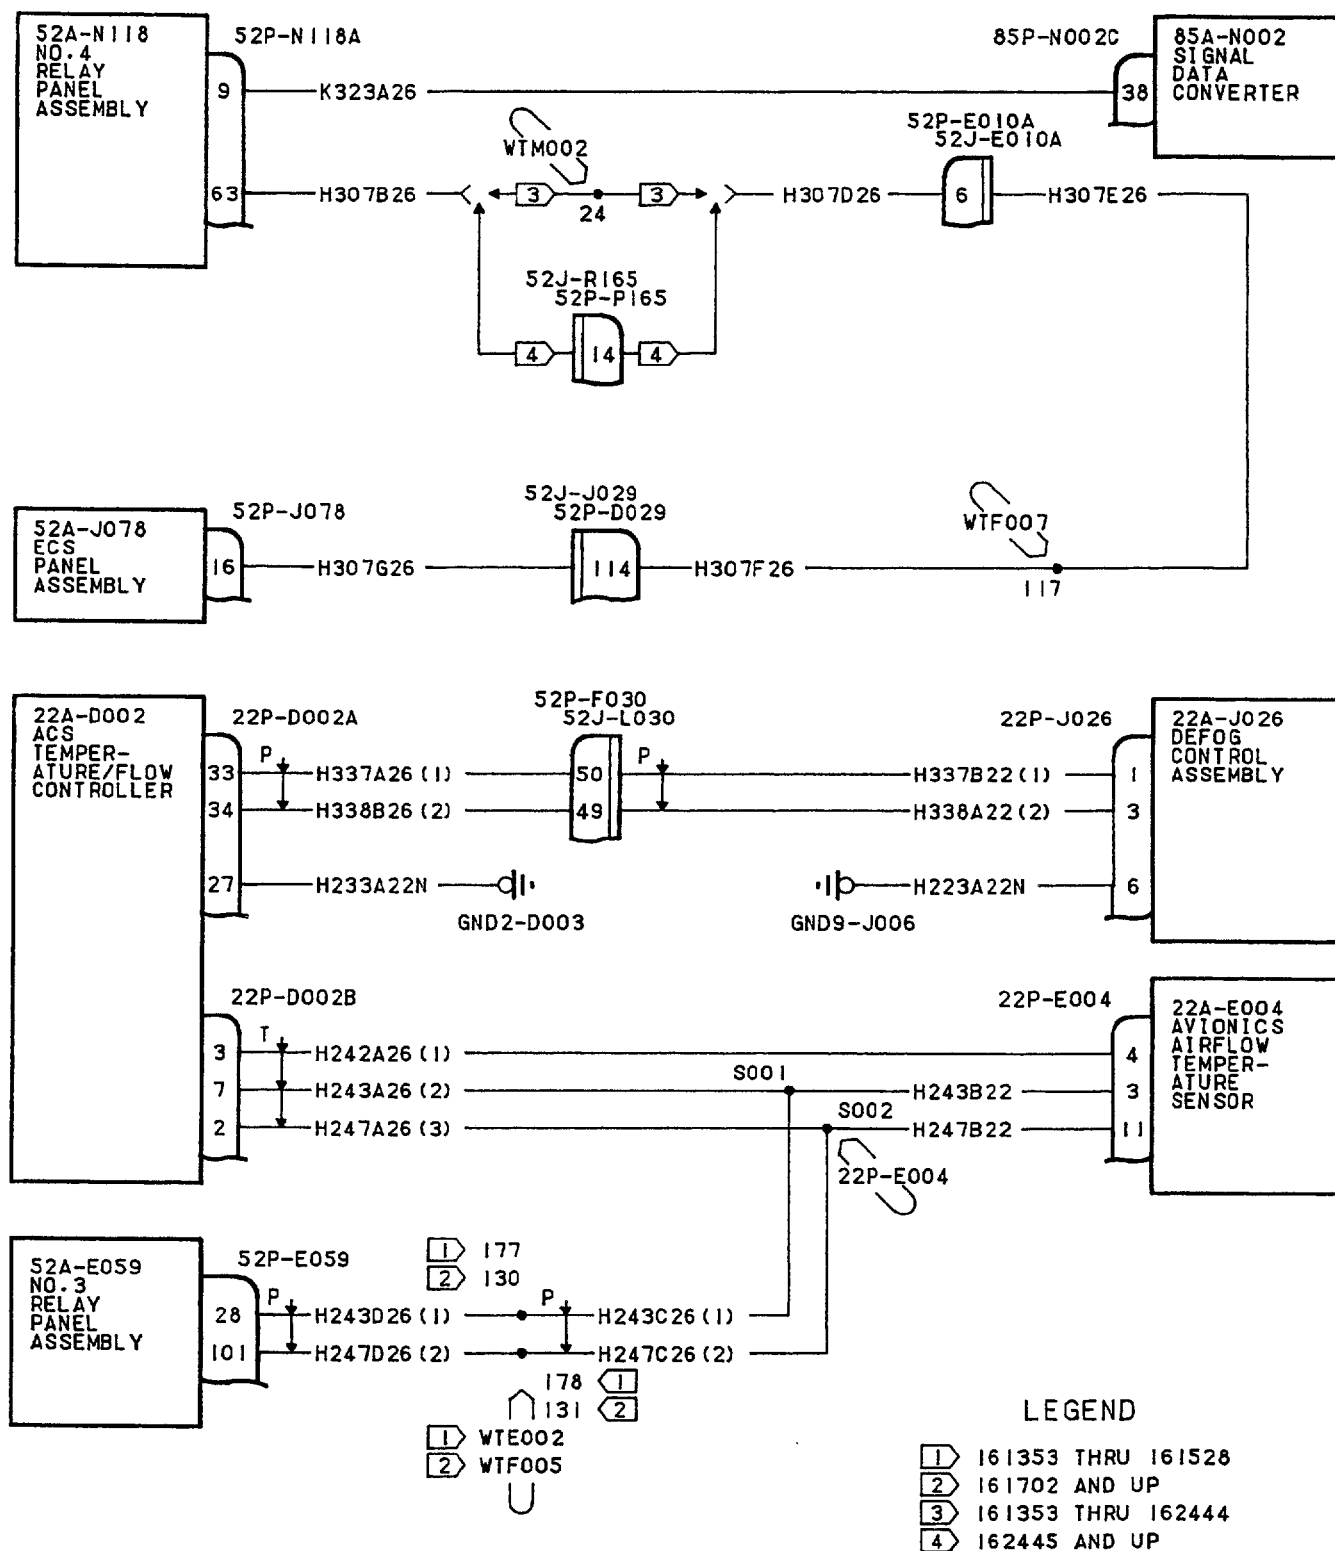 52A-N118
NO.4
RELAY
PANEL
ASSEMBLY
52P-N118A
9
K323A26
85P-N002C
38
85A-N002
SIGNAL
DATA
CONVERTER
63
H307B26
WTM002
3
24
3
H307D26
52P-E010A
52J-E010A
6
H307E26
52J-R165
52P-P165
4
14
4
52A-J078
ECS
PANEL
ASSEMBLY
52P-J078
16
H307G26
52J-J029
52P-D029
114
H307F26
WTF007
117
22A-D002
ACS
TEMPER-
ATURE/FLOW
CONTROLLER
22P-D002A
33
P
H337A26(1)
34
H338B26(2)
27
H233A22N
GND2-D003
52P-F030
52J-L030
50
49
P
22P-J026
H337B22(1)
1
H338A22(2)
3
GND9-J006
H223A22N
6
22A-J026
DEFOG
CONTROL
ASSEMBLY
22P-D002B
3
T
H242A26(1)
7
H243A26(2)
2
H247A26(3)
S001
S002
22P-E004
22P-E004
4
H243B22
3
H247B22
11
22A-E004
AVIONICS
AIRFLOW
TEMPER-
ATURE
SENSOR
52A-E059
NO.3
RELAY
PANEL
ASSEMBLY
52P-E059
28
P
H243D26(1)
101
H247D26(2)
1 177
2 130
P
H243C26(1)
H247C26(2)
178 1
131 2
1 WTE002
2 WTF005
LEGEND
1 161353 THRU 161528
2 161702 AND UP
3 161353 THRU 162444
4 162445 AND UP